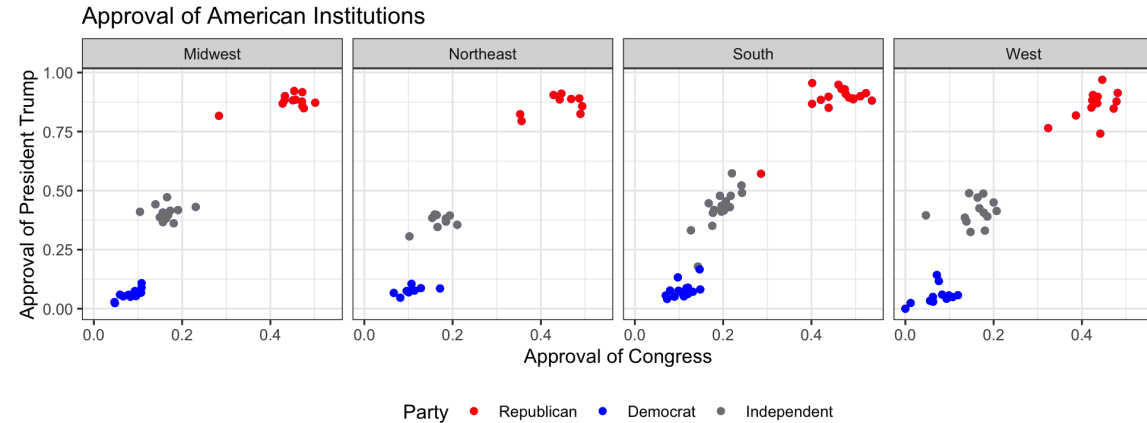 Approval of American Institutions
Midwest Northeast South West
Approval of President Trump
1.00
0.75
0.50
0.25
0.00
0.0 0.2 0.4 0.0 0.2 0.4 0.0 0.2 0.4 0.0 0.2 0.4
Approval of Congress
Party Republican Democrat Independent